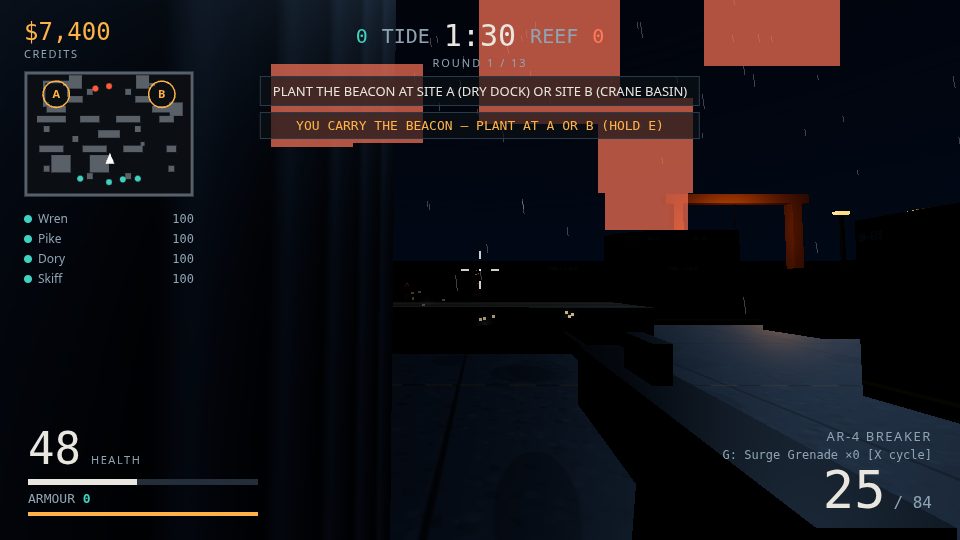 $7,400
CREDITS
0 TIDE 1:30 REEF 0
ROUND 1 / 13
PLANT THE BEACON AT SITE A (DRY DOCK) OR SITE B (CRANE BASIN)
YOU CARRY THE BEACON — PLANT AT A OR B (HOLD E)
A
B
Wren 100
Pike 100
Dory 100
Skiff 100
48 HEALTH
ARMOUR 0
AR-4 BREAKER
G: Surge Grenade ×0 [X cycle]
25 / 84